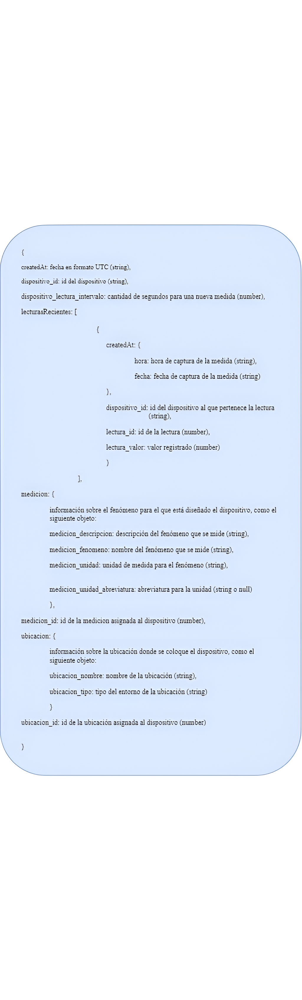 {
createdAt: fecha en formato UTC (string),
dispositivo_id: id del dispositivo (string),
dispositivo_lectura_intervalo: cantidad de segundos para una nueva medida (number),
lecturasRecientes: [
{
createdAt: {
hora: hora de captura de la medida (string),
fecha: fecha de captura de la medida (string)
},
dispositivo_id: id del dispositivo al que pertenece la lectura
(string),
lectura_id: id de la lectura (number),
lectura_valor: valor registrado (number)
}
],
medicion: {
información sobre el fenómeno para el que está diseñado el dispositivo, como el
siguiente objeto:
medicion_descripcion: descripción del fenómeno que se mide (string),
medicion_fenomeno: nombre del fenómeno que se mide (string),
medicion_unidad: unidad de medida para el fenómeno (string),
medicion_unidad_abreviatura: abreviatura para la unidad (string o null)
},
medicion_id: id de la medicion asignada al dispositivo (number),
ubicacion: {
información sobre la ubicación donde se coloque el dispositivo, como el
siguiente objeto:
ubicacion_nombre: nombre de la ubicación (string),
ubicacion_tipo: tipo del entorno de la ubicación (string)
}
ubicacion_id: id de la ubicación asignada al dispositivo (number)
}